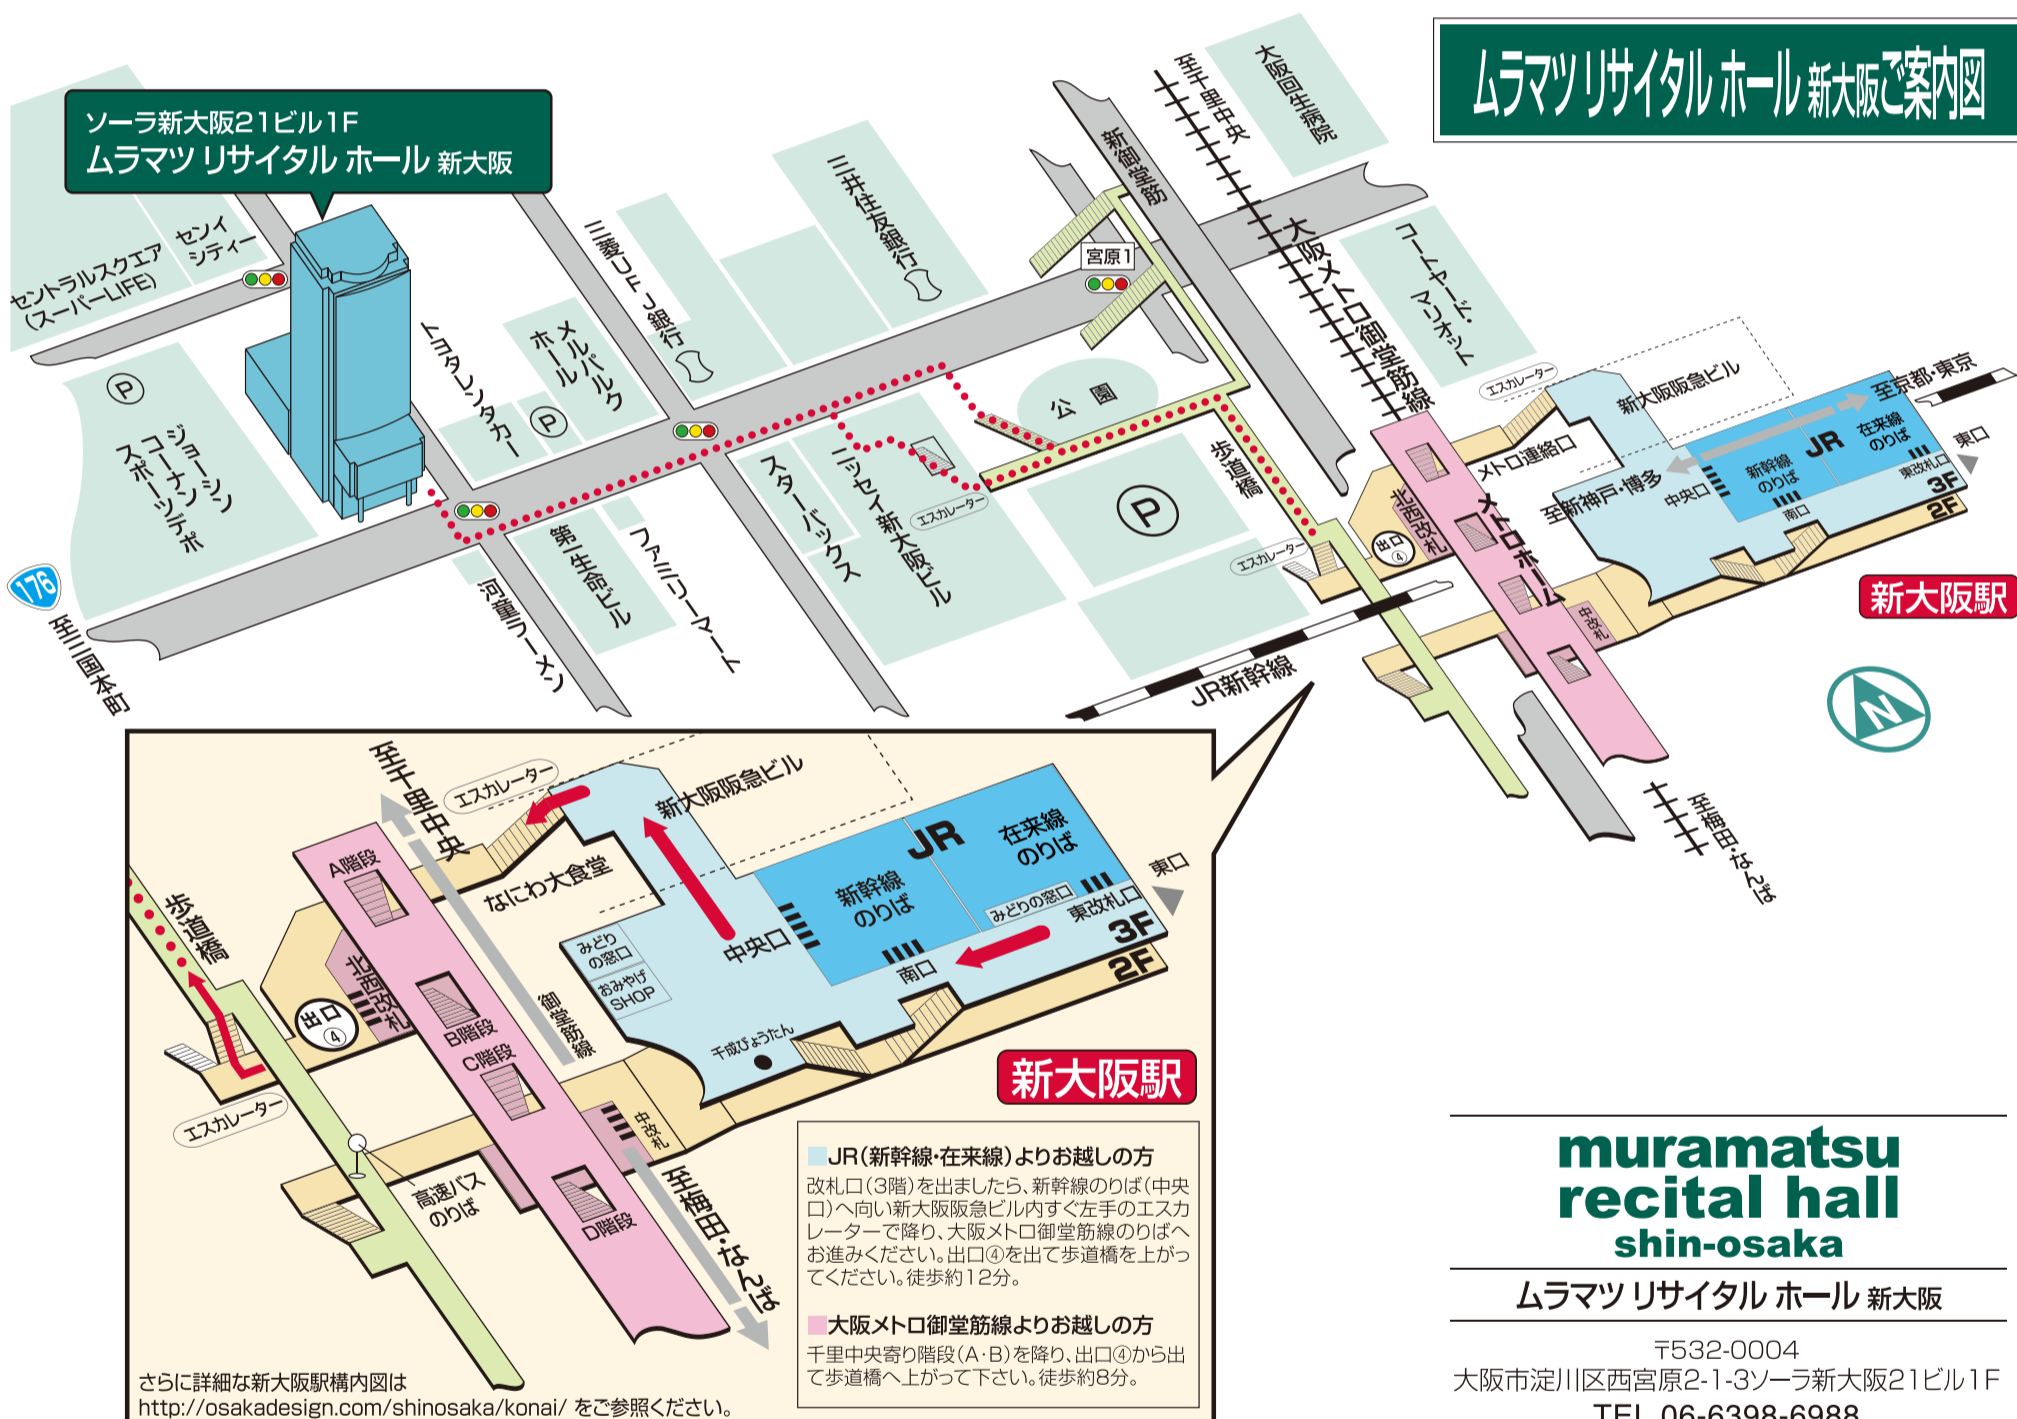 ムラマツ リサイタル ホール 新大阪ご案内図
ソーラ新大阪21ビル1F
ムラマツ リサイタル ホール 新大阪
セントラルスクエア
(スーパーLIFE)
センイ
シティー
P
ジョーシン
コーナン
スポーツデポ
176
至三国本町
トヨタレンタカー
P
メルパルク
ホール
三菱UFJ銀行
三井住友銀行
宮原1
新御堂筋
至千里中央
大阪回生病院
大阪メトロ御堂筋線
コートヤード・
マリオット
公園
歩道橋
P
スターバックス
ニッセイ新大阪ビル
エスカレーター
エスカレーター
ファミリーマート
第一生命ビル
河童ラーメン
JR新幹線
出口
④
北西改札
メトロホーム
中改札
メトロ連絡口
エスカレーター
新大阪阪急ビル
至新神戸・博多
至京都・東京
中央口
新幹線
のりば
JR
在来線
のりば
南口
東改札口
東口
3F
2F
新大阪駅
N
至梅田・なんば
至千里中央
エスカレーター
新大阪阪急ビル
A階段
なにわ大食堂
歩道橋
北西改札
出口
④
B階段
C階段
御堂筋線
みどり
の窓口
おみやげ
SHOP
中央口
新幹線
のりば
JR
在来線
のりば
みどりの窓口
東改札口
東口
南口
3F
2F
千成びょうたん
新大阪駅
エスカレーター
高速バス
のりば
中改札
D階段
至梅田・なんば
JR(新幹線・在来線)よりお越しの方
改札口(3階)を出ましたら、新幹線のりば(中央
口)へ向い新大阪阪急ビル内すぐ左手のエスカ
レーターで降り、大阪メトロ御堂筋線のりばへ
お進みください。出口④を出て歩道橋を上がっ
てください。徒歩約12分。
大阪メトロ御堂筋線よりお越しの方
千里中央寄り階段(A・B)を降り、出口④から出
て歩道橋へ上がって下さい。徒歩約8分。
さらに詳細な新大阪駅構内図は
http://osakadesign.com/shinosaka/konai/ をご参照ください。
muramatsu
recital hall
shin-osaka
ムラマツ リサイタル ホール 新大阪
〒532-0004
大阪市淀川区西宮原2-1-3ソーラ新大阪21ビル1F
TEL 06-6398-6988